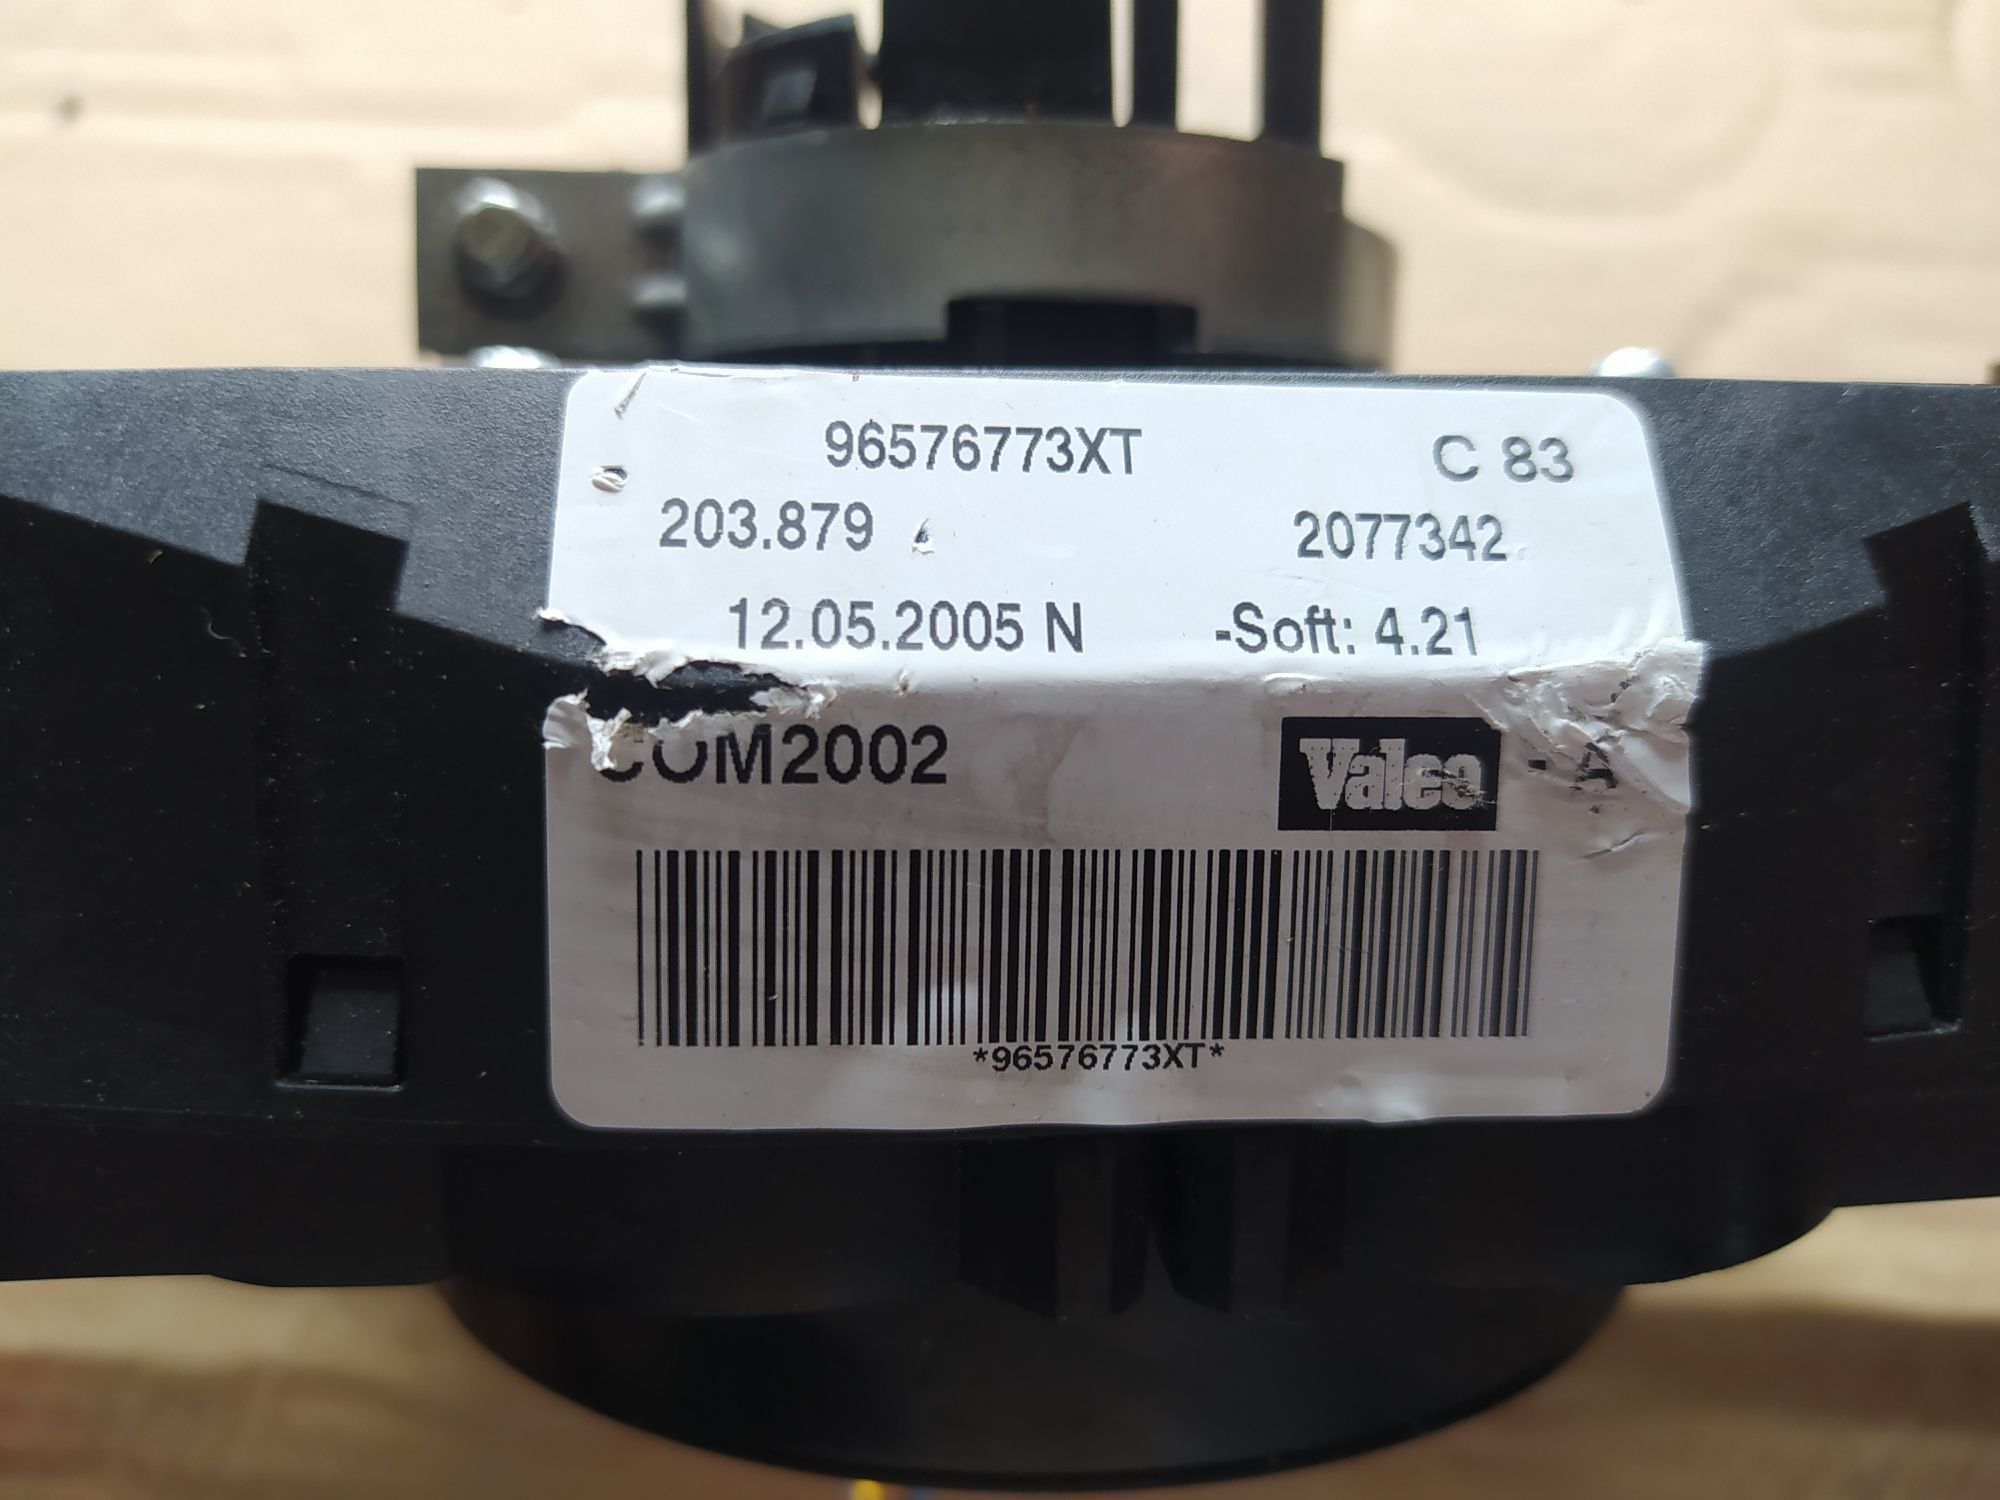 96576773XT C 83
203.879 2077342
12.05.2005 N -Soft: 4.21
COM2002 Valeo - A
*96576773XT*